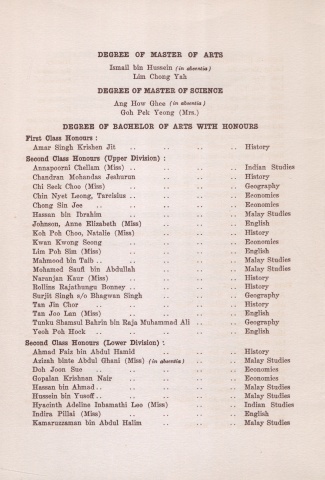 DEGREE OF MASTER OF ARTS
Ismail bin Hussein (in absentia)
Lim Chong Yah
DEGREE OF MASTER OF SCIENCE
Ang How Ghee (in absentia)
Goh Pek Yeong (Mrs.)
DEGREE OF BACHELOR OF ARTS WITH HONOURS
First Class Honours :
Amar Singh Krishen Jit .. .. .. History
Second Class Honours (Upper Division) :
Annapoorni Chellam (Miss) .. .. .. Indian Studies
Chandran Mohandas Jeshurun .. .. History
Chi Seck Choo (Miss) .. .. .. Geography
Chin Nyet Leong, Tarcisius .. .. .. Economics
Chong Sin Jee .. .. .. .. Economics
Hassan bin Ibrahim .. .. .. Malay Studies
Johnson, Anne Elizabeth (Miss) .. .. English
Koh Poh Choo, Natalie (Miss) .. .. History
Kwan Kwong Seong .. .. .. Economics
Lim Poh Sim (Miss) .. .. .. English
Mahmood bin Taib .. .. .. .. Malay Studies
Mohamed Saufi bin Abdullah .. .. Malay Studies
Naranjan Kaur (Miss) .. .. .. History
Rollins Rajathungu Bonney .. .. .. History
Surjit Singh s/o Bhagwan Singh .. .. Geography
Tan Jin Chor .. .. .. History
Tan Joo Lan (Miss) .. .. .. English
Tunku Shamsul Bahrin bin Raja Muhammad Ali .. .. Geography
Yeoh Poh Hock .. .. .. .. English
Second Class Honours (Lower Division) :
Ahmad Faiz bin Abdul Hamid .. .. History
Azizah binte Abdul Ghani (Miss) (in absentia) .. .. Malay Studies
Doh Joon Sue .. .. .. .. Economics
Gopalan Krishnan Nair .. .. .. Economics
Hassan bin Ahmad .. .. .. .. Malay Studies
Hussein bin Yusoff .. .. .. .. Malay Studies
Hyacinth Adeline Inbamathi Lee (Miss) .. .. Indian Studies
Indira Pillai (Miss) .. .. .. English
Kamaruzzaman bin Abdul Halim .. .. Malay Studies